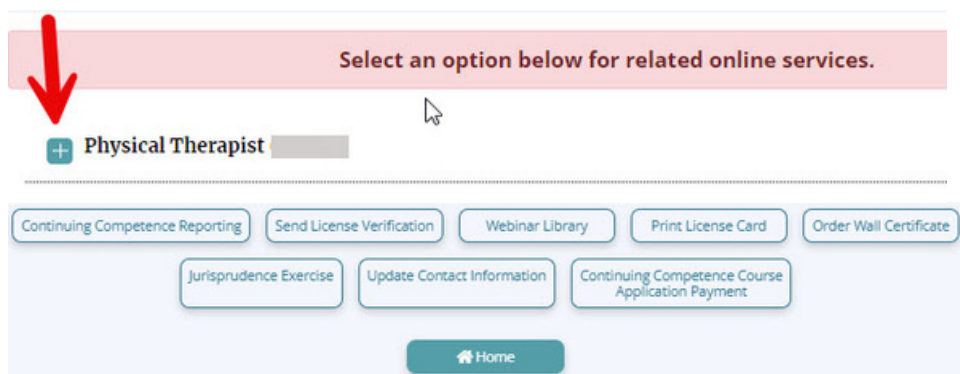 Select an option below for related online services.
Physical Therapist
Continuing Competence Reporting
Send License Verification
Webinar Library
Print License Card
Order Wall Certificate
Jurisprudence Exercise
Update Contact Information
Continuing Competence Course
Application Payment
Home